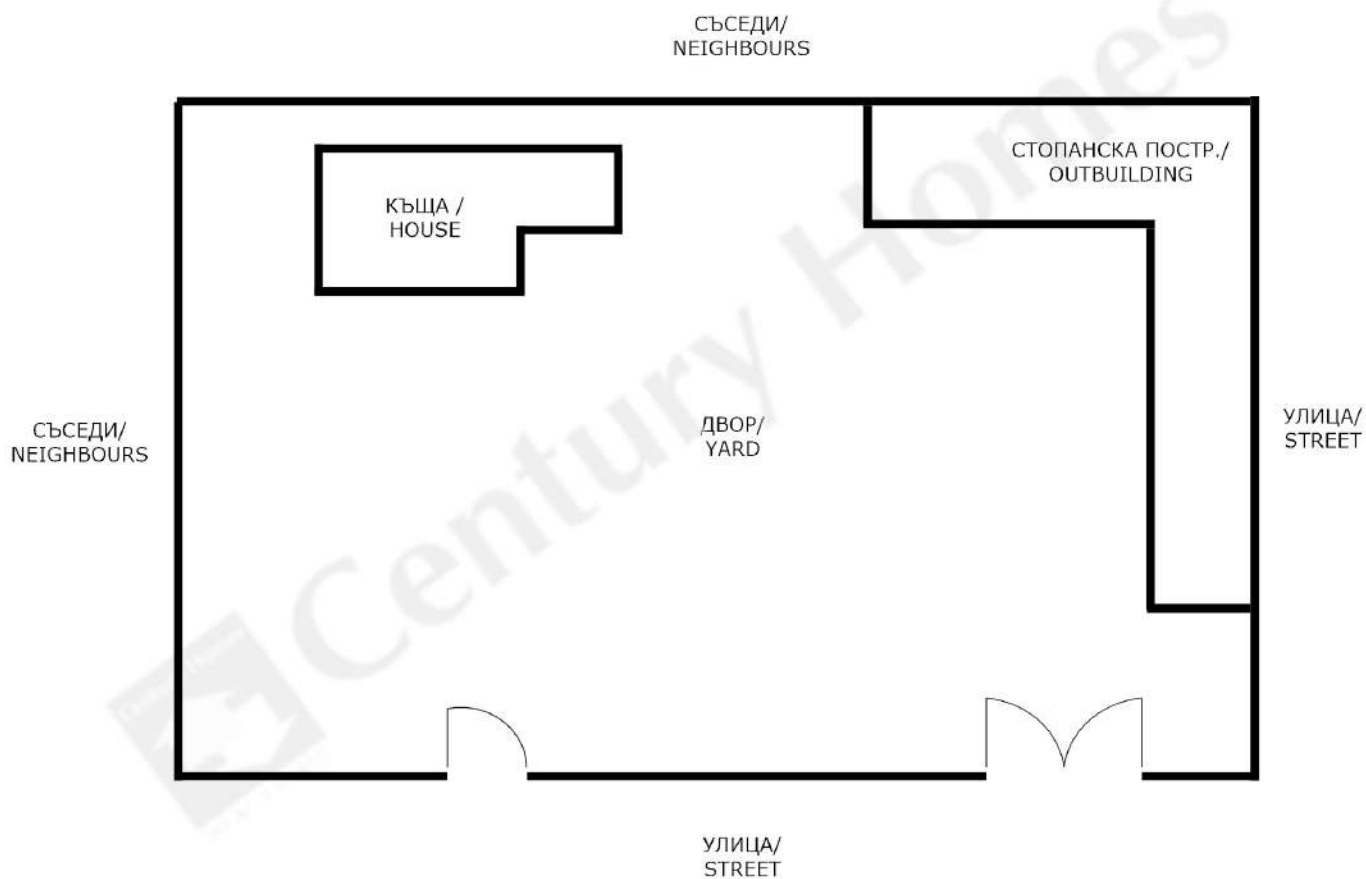 СЪСЕДИ/
NEIGHBOURS
СТОПАНСКА ПОСТР./
OUTBUILDING
КЪЩА /
HOUSE
СЪСЕДИ/
NEIGHBOURS
ДВОР/
YARD
УЛИЦА/
STREET
Century Homes
УЛИЦА/
STREET